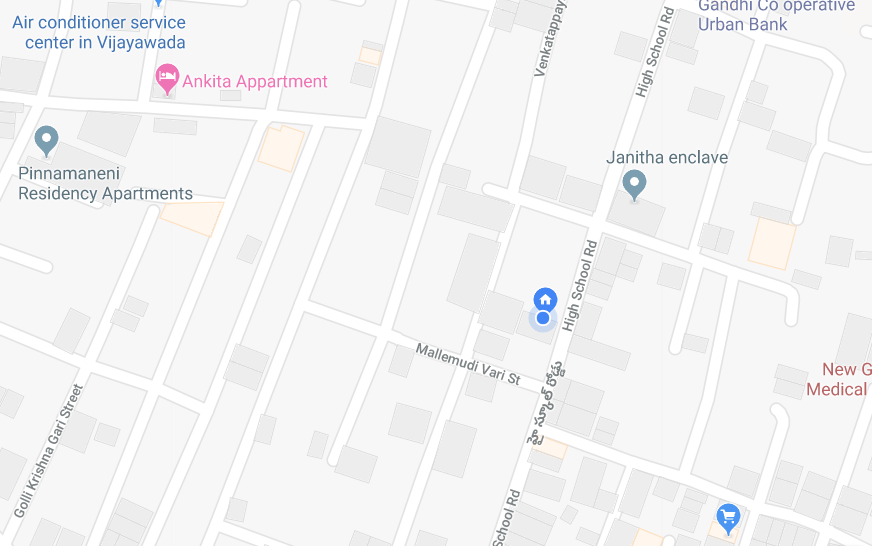 Gandhi Co operative
Urban Bank
Air conditioner service
center in Vijayawada
Venkatappay
High School Rd
Ankita Appartment
Janitha enclave
Pinnamaneni
Residency Apartments
High School Rd
Mallemudi Vari St
హై స్కూల్ రోడ్డు
New G
Medical
Golli Krishna Gari Street
School Rd